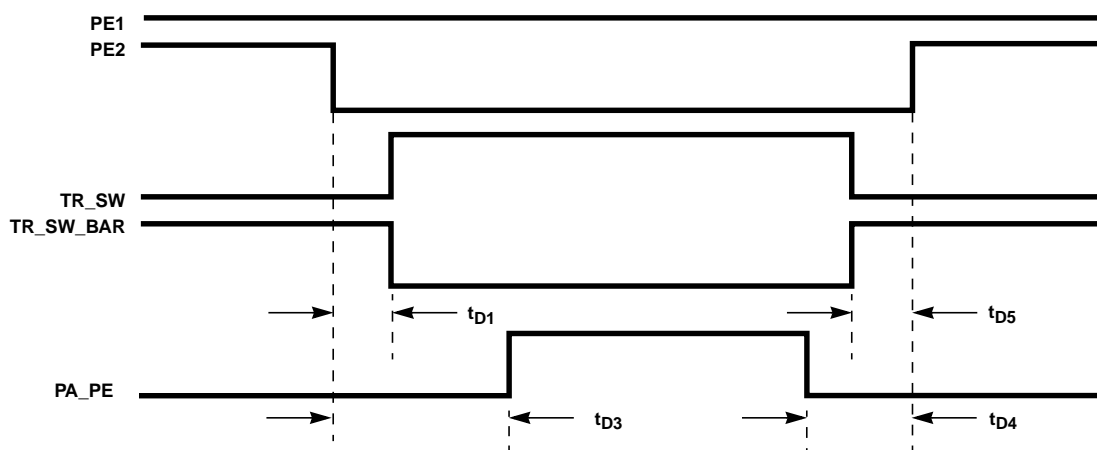 PE1
PE2
TR_SW
TR_SW_BAR
tD1
tD5
PA_PE
tD3
tD4